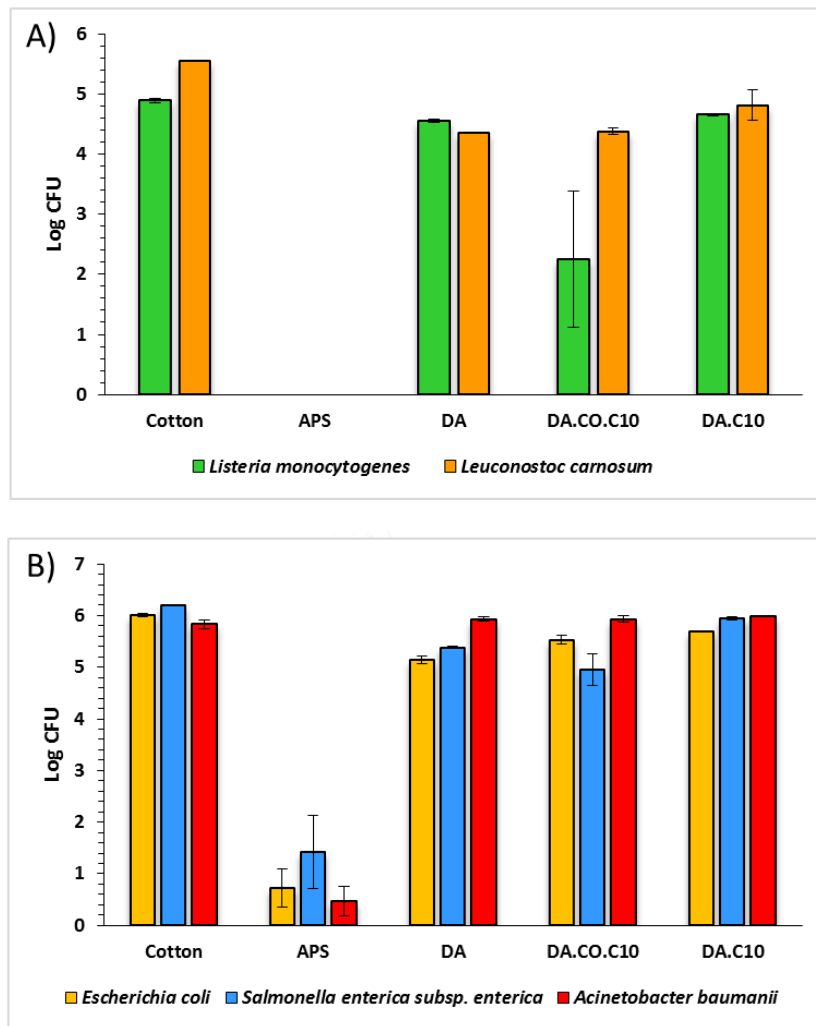 A)
Log CFU
6
5
4
3
2
1
0
Cotton APS DA DA.CO.C10 DA.C10
Listeria monocytogenes Leuconostoc carnosum
B)
Log CFU
7
6
5
4
3
2
1
0
Cotton APS DA DA.CO.C10 DA.C10
Escherichia coli Salmonella enterica subsp. enterica Acinetobacter baumanii